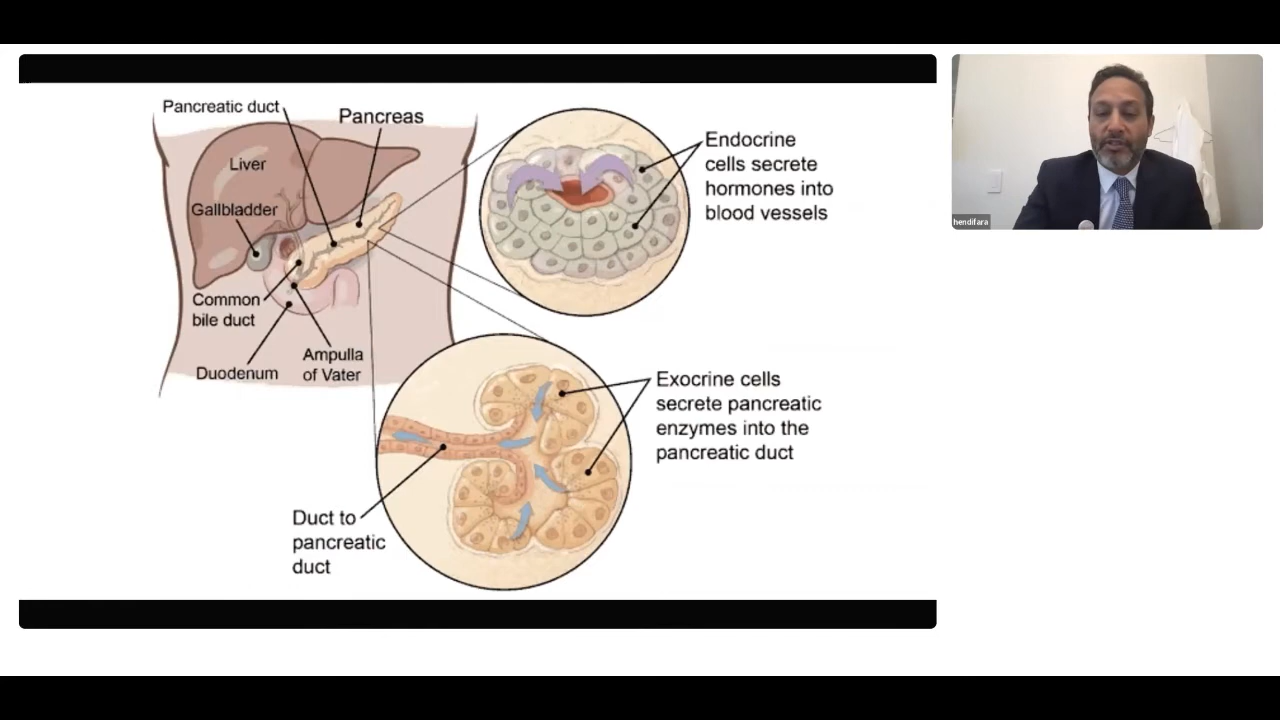 Pancreatic duct
Pancreas
Liver
Gallbladder
Common
bile duct
Duodenum
Ampulla
of Vater
Endocrine
cells secrete
hormones into
blood vessels
Exocrine cells
secrete pancreatic
enzymes into the
pancreatic duct
Duct to
pancreatic
duct
hendifara